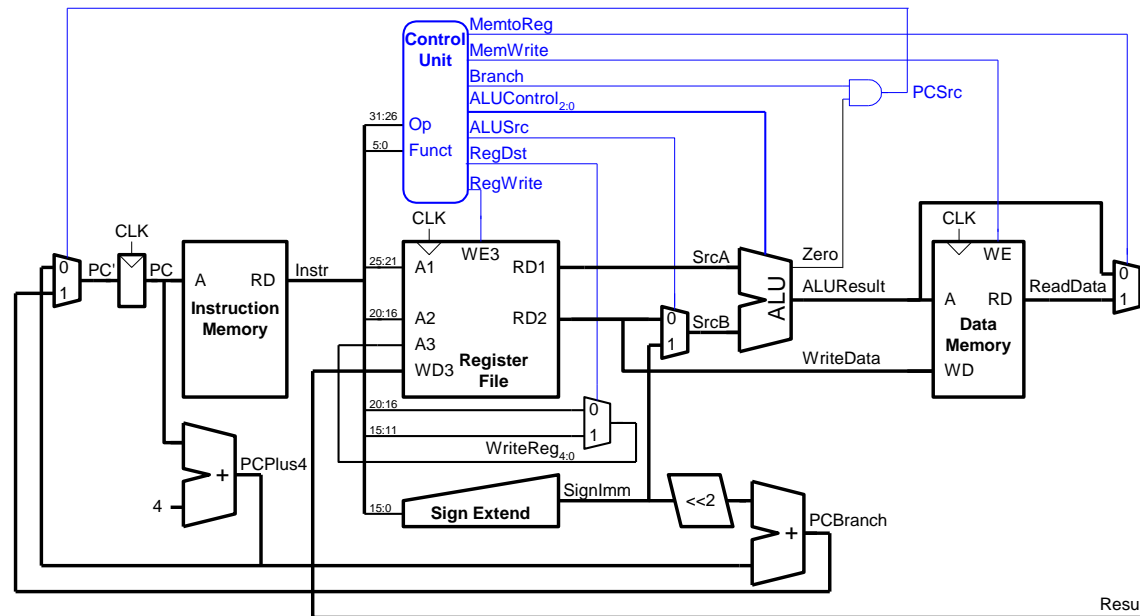 MemtoReg
Control
Unit
MemWrite
Branch
PCSrc
ALUControl2:0
31:26
Op
ALUSrc
5:0
Funct
RegDst
RegWrite
CLK
CLK
CLK
0
1
PC'
PC
A
RD
Instr
Instruction
Memory
25:21
A1
WE3
RD1
SrcA
Zero
WE
0
1
20:16
A2
RD2
0
1
SrcB
ALU
ALUResult
A
RD
ReadData
Data
Memory
A3
Register
File
WD3
WriteData
WD
20:16
0
15:11
1
WriteReg4:0
PCPlus4
+
4
SignImm
<<2
15:0
Sign Extend
+
PCBranch
Resu